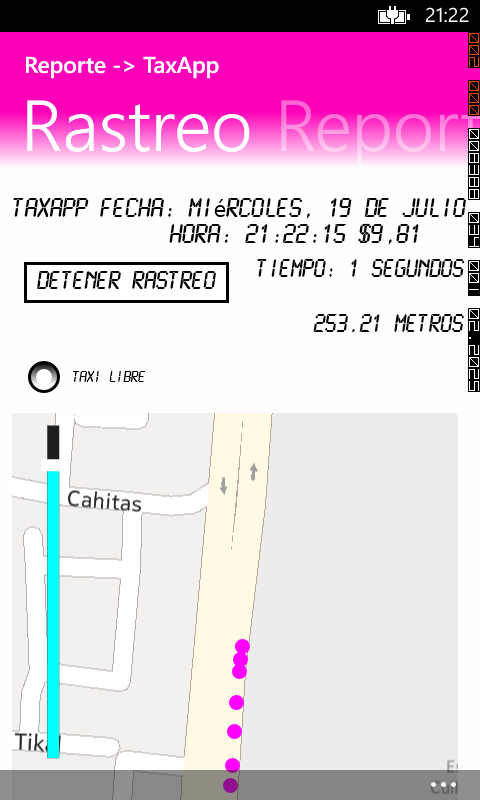 21:22
Reporte -> TaxApp
Rastreo Report
TAXAPP FECHA: MIéRCOLES, 19 DE JULIO
HORA: 21:22:15 $9,81
DETENER RASTREO
TIEMPO: 1 SEGUNDOS
253.21 METROS
TAXI LIBRE
Cahitas
Tikal